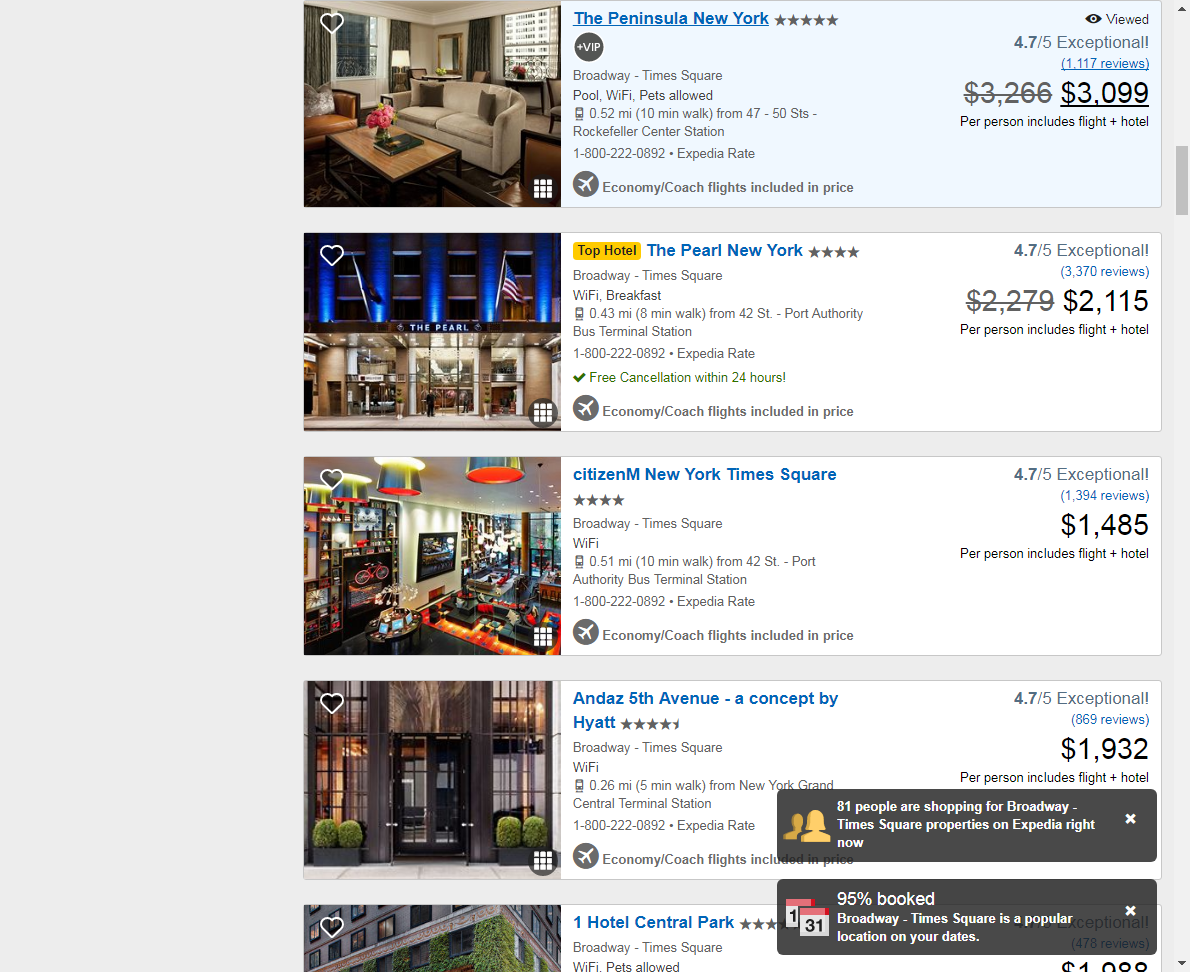 The Peninsula New York
Viewed
+VIP
4.7/5 Exceptional!
(1,117 reviews)
Broadway - Times Square
$3,266 $3,099
Pool, WiFi, Pets allowed
0.52 mi (10 min walk) from 47 - 50 Sts -
Rockefeller Center Station
Per person includes flight + hotel
1-800-222-0892 • Expedia Rate
Economy/Coach flights included in price
THE PEARL
Top Hotel The Pearl New York
4.7/5 Exceptional!
(3,370 reviews)
Broadway - Times Square
$2,279 $2,115
WiFi, Breakfast
0.43 mi (8 min walk) from 42 St. - Port Authority
Bus Terminal Station
Per person includes flight + hotel
1-800-222-0892 • Expedia Rate
Free Cancellation within 24 hours!
Economy/Coach flights included in price
citizenM New York Times Square
4.7/5 Exceptional!
(1,394 reviews)
Broadway - Times Square
$1,485
WiFi
0.51 mi (10 min walk) from 42 St. - Port
Authority Bus Terminal Station
Per person includes flight + hotel
1-800-222-0892 • Expedia Rate
Economy/Coach flights included in price
Andaz 5th Avenue - a concept by
Hyatt
4.7/5 Exceptional!
(869 reviews)
Broadway - Times Square
$1,932
WiFi
0.26 mi (5 min walk) from New York Grand
Central Terminal Station
Per person includes flight + hotel
1-800-222-0892 • Expedia Rate
Economy/Coach flights included in price
81 people are shopping for Broadway -
Times Square properties on Expedia right
now
1 Hotel Central Park
Exceptional!
(478 reviews)
Broadway - Times Square
WiFi, Pets allowed
$1,988
1
31
95% booked
Broadway - Times Square is a popular
location on your dates.